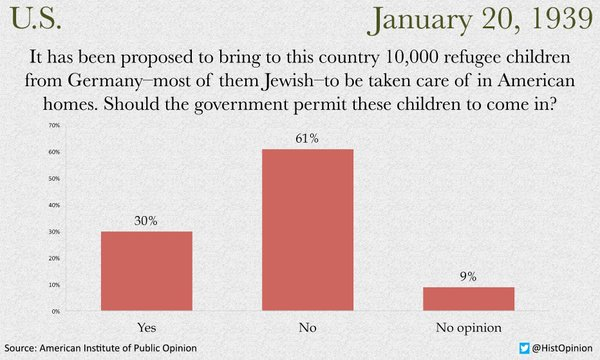 U.S.
January 20, 1939
It has been proposed to bring to this country 10,000 refugee children
from Germany–most of them Jewish–to be taken care of in American
homes. Should the government permit these children to come in?
70%
60%
50%
40%
30%
20%
10%
0%
30%
61%
9%
Yes
No
No opinion
Source: American Institute of Public Opinion
@HistOpinion